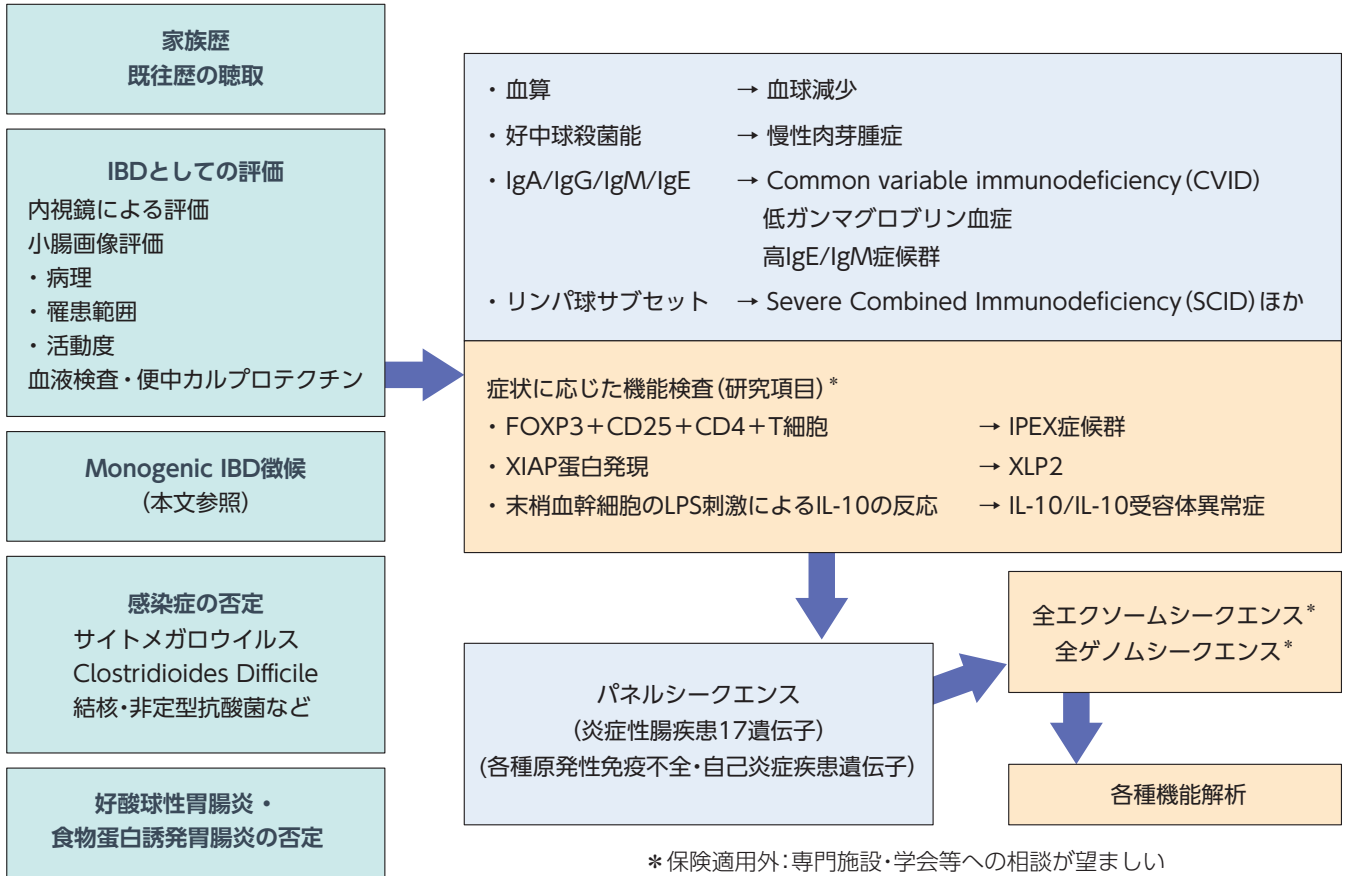 家族歴
既往歴の聴取
IBDとしての評価
内視鏡による評価
小腸画像評価
・病理
・罹患範囲
・活動度
血液検査・便中カルプロテクチン
Monogenic IBD徴候
(本文参照)
感染症の否定
サイトメガロウイルス
Clostridioides Difficile
結核・非定型抗酸菌など
好酸球性胃腸炎・
食物蛋白誘発胃腸炎の否定
・血算 → 血球減少
・好中球殺菌能 → 慢性肉芽腫症
・IgA/IgG/IgM/IgE → Common variable immunodeficiency(CVID)
低ガンマグロブリン血症
高IgE/IgM症候群
・リンパ球サブセット → Severe Combined Immunodeficiency(SCID)ほか
症状に応じた機能検査(研究項目)*
・FOXP3+CD25+CD4+T細胞 → IPEX症候群
・XIAP蛋白発現 → XLP2
・末梢血幹細胞のLPS刺激によるIL-10の反応 → IL-10/IL-10受容体異常症
パネルシークエンス
(炎症性腸疾患17遺伝子)
(各種原発性免疫不全・自己炎症疾患遺伝子)
全エクソームシークエンス*
全ゲノムシークエンス*
各種機能解析
*保険適用外:専門施設・学会等への相談が望ましい